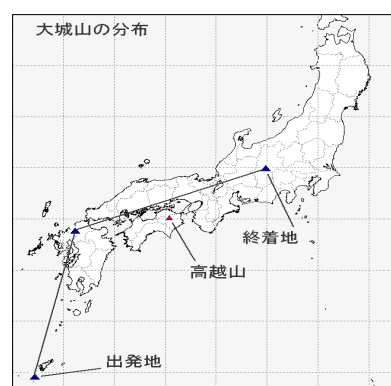 大城山の分布
終着地
高越山
出発地